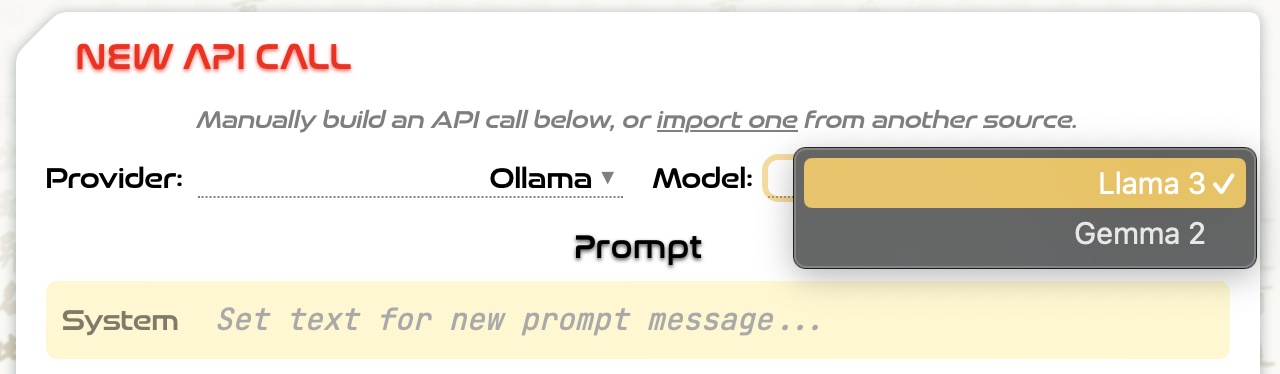 NEW API CALL
Manually build an API call below, or import one from another source.
Provider: Ollama ▼ Model:
Llama 3 ✓
Gemma 2
Prompt
System Set text for new prompt message...